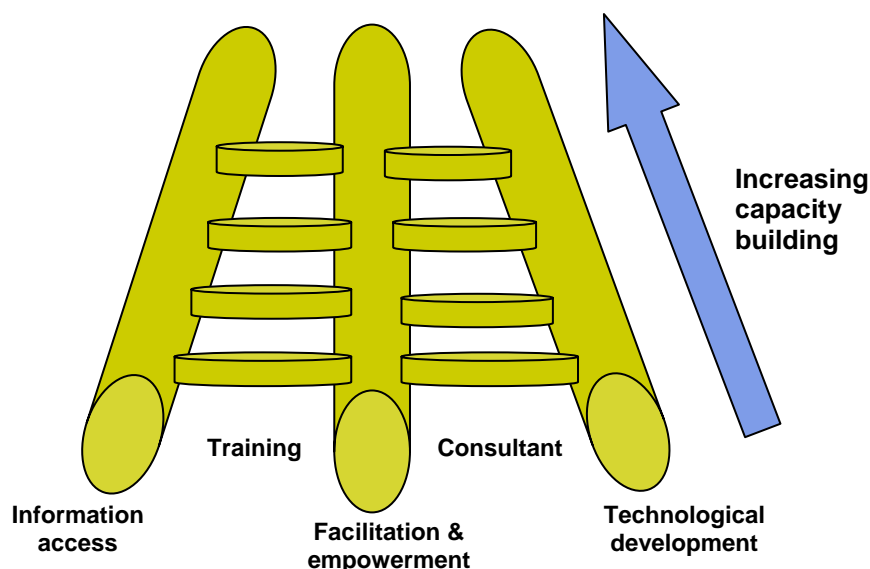 Increasing
capacity
building
Training
Consultant
Information
access
Facilitation &
empowerment
Technological
development